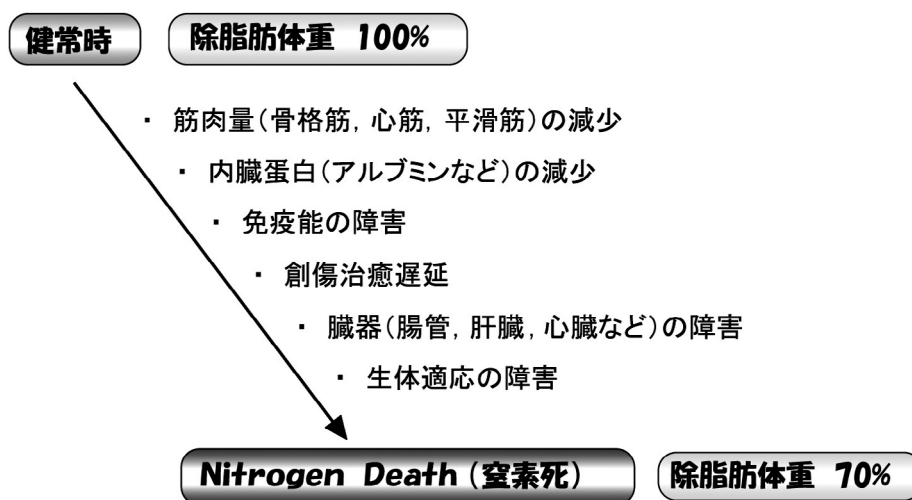 健常時 除脂肪体重 100%
・ 筋肉量(骨格筋, 心筋, 平滑筋)の減少
・ 内臓蛋白(アルブミンなど)の減少
・ 免疫能の障害
・ 創傷治癒遅延
・ 臓器(腸管, 肝臓, 心臓など)の障害
・ 生体適応の障害
Nitrogen Death (窒素死) 除脂肪体重 70%